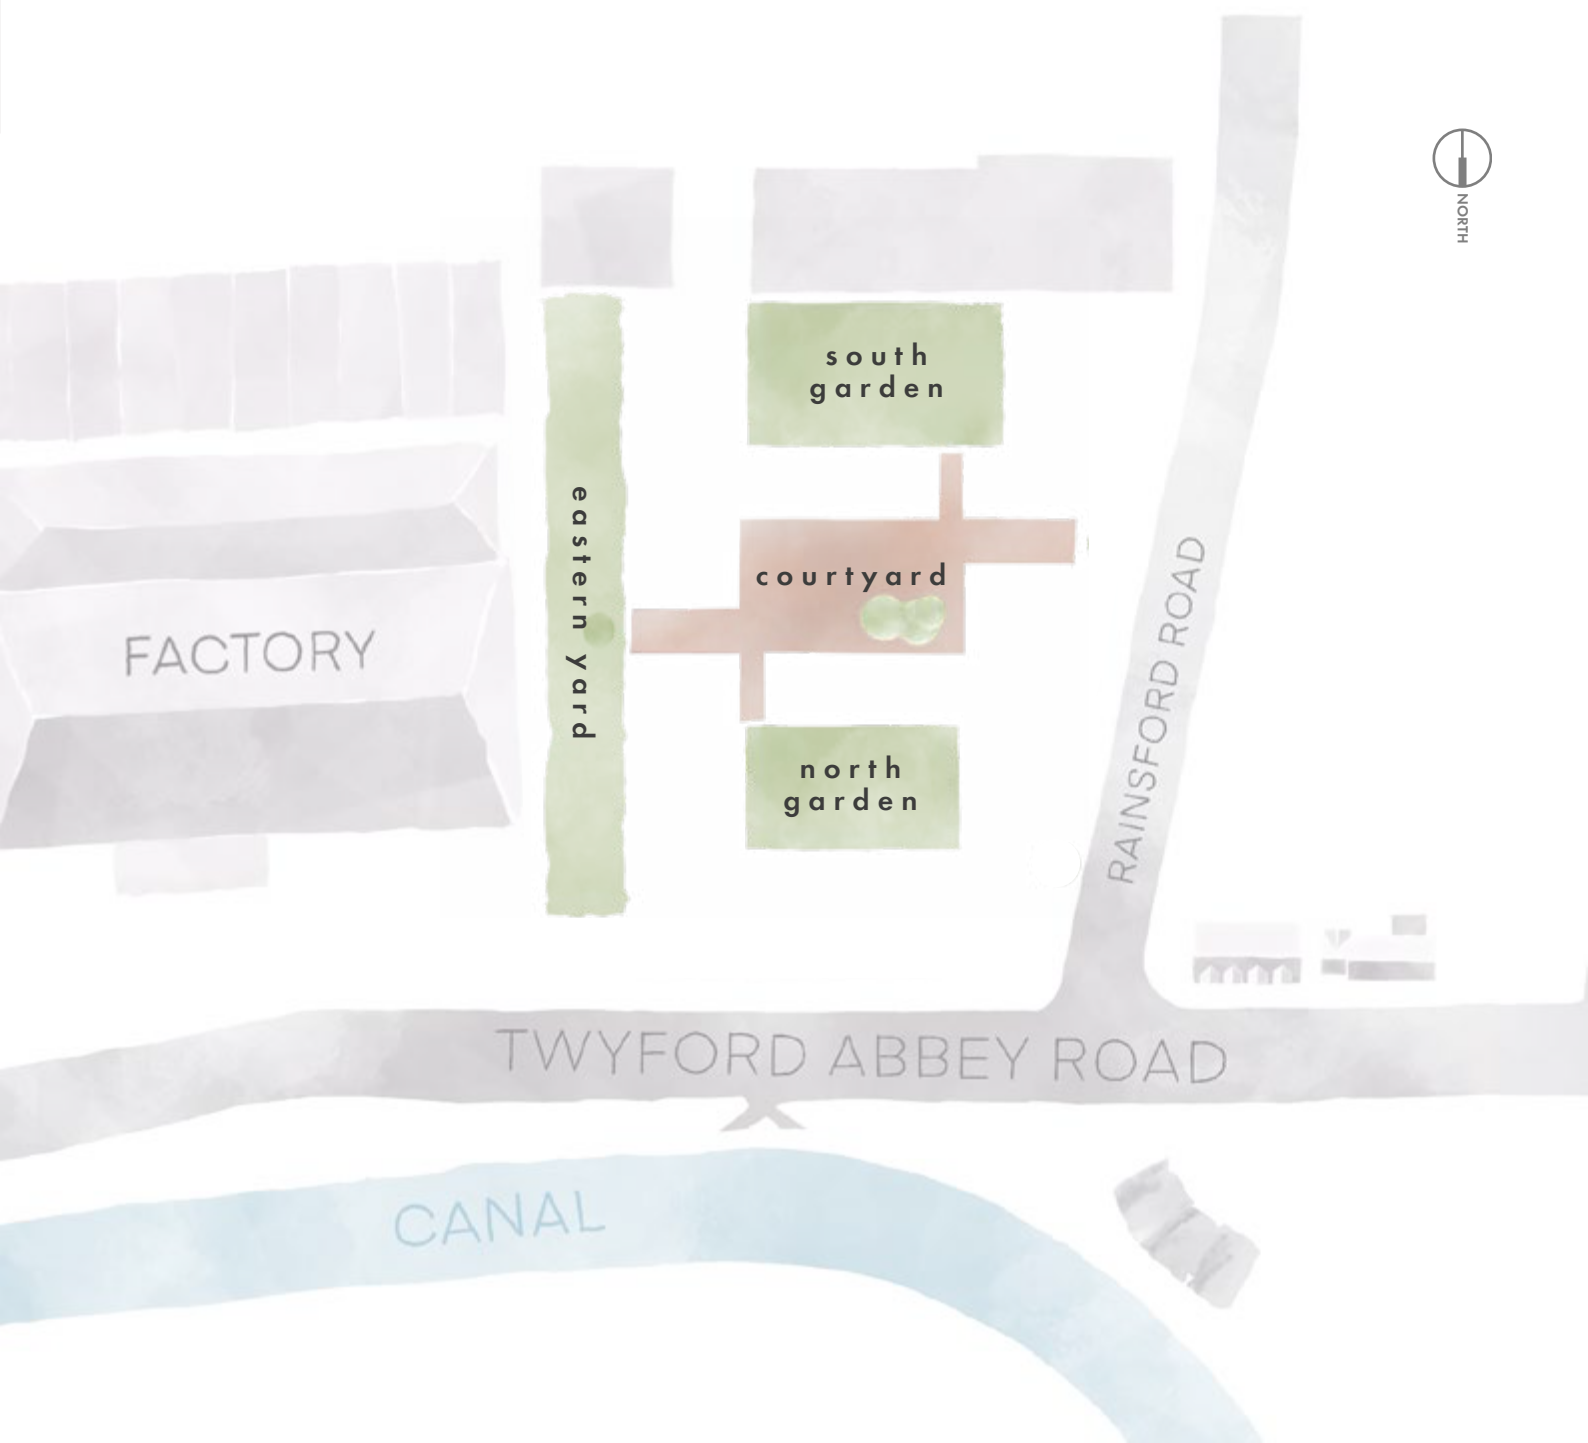 NORTH
south
garden
eastern yard
courtyard
FACTORY
north
garden
RAINSFORD ROAD
TWYFORD ABBEY ROAD
CANAL